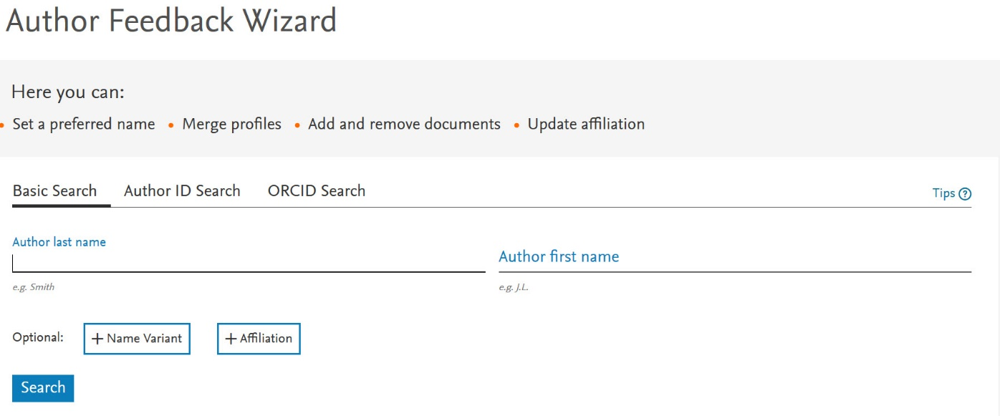 Author Feedback Wizard
Here you can:
• Set a preferred name • Merge profiles • Add and remove documents • Update affiliation
Basic Search Author ID Search ORCID Search Tips ?
Author last name
Author first name
e.g. Smith e.g. J.L.
Optional: + Name Variant + Affiliation
Search